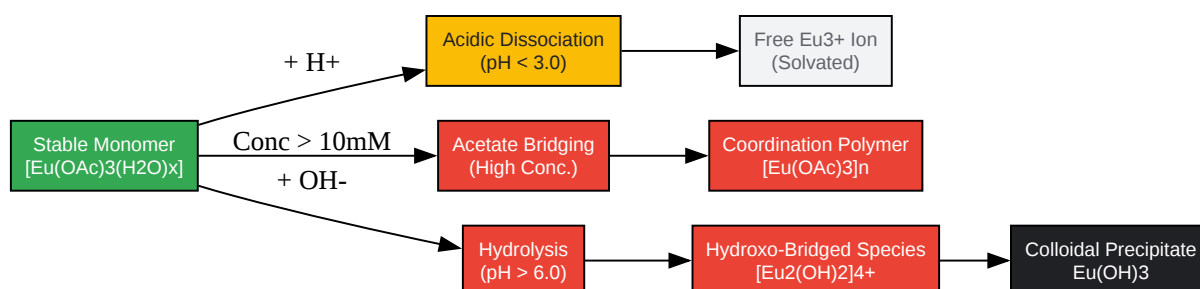 Acidic Dissociation
(pH < 3.0)
Free Eu3+ Ion
(Solvated)
+ H+
Stable Monomer
[Eu(OAc)3(H2O)x]
Conc > 10mM
Acetate Bridging
(High Conc.)
Coordination Polymer
[Eu(OAc)3]n
+ OH-
Hydrolysis
(pH > 6.0)
Hydroxo-Bridged Species
[Eu2(OH)2]4+
Colloidal Precipitate
Eu(OH)3